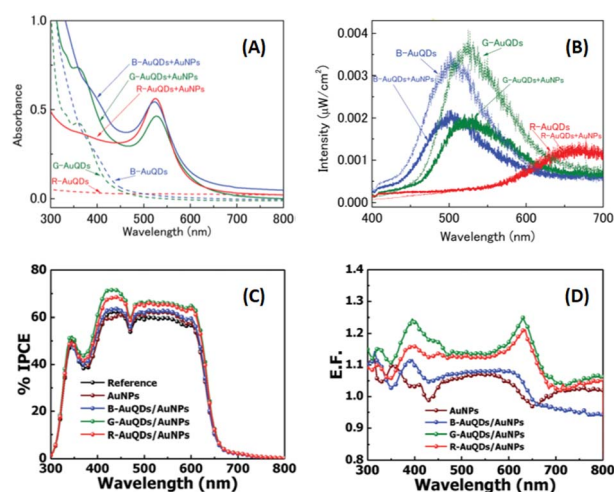 (A)
B-AuQDs+AuNPs
G-AuQDs+AuNPs
R-AuQDs+AuNPs
G-AuQDs
B-AuQDs
R-AuQDs
Absorbance
1.0
0.5
0.0
300 400 500 600 700 800
Wavelength (nm)
(B)
G-AuQDs
B-AuQDs
B-AuQDs+AuNPs
G-AuQDs+AuNPs
R-AuQDs
R-AuQDs+AuNPs
Intensity (μW/cm²)
0.004
0.003
0.002
0.001
0.000
400 500 600 700
Wavelength (nm)
(C)
% IPCE
80
60
40
20
0
Reference
AuNPs
B-AuQDs/AuNPs
G-AuQDs/AuNPs
R-AuQDs/AuNPs
300 400 500 600 700 800
Wavelength (nm)
(D)
E.F.
1.4
1.3
1.2
1.1
1.0
0.9
0.8
AuNPs
B-AuQDs/AuNPs
G-AuQDs/AuNPs
R-AuQDs/AuNPs
300 400 500 600 700 800
Wavelength (nm)